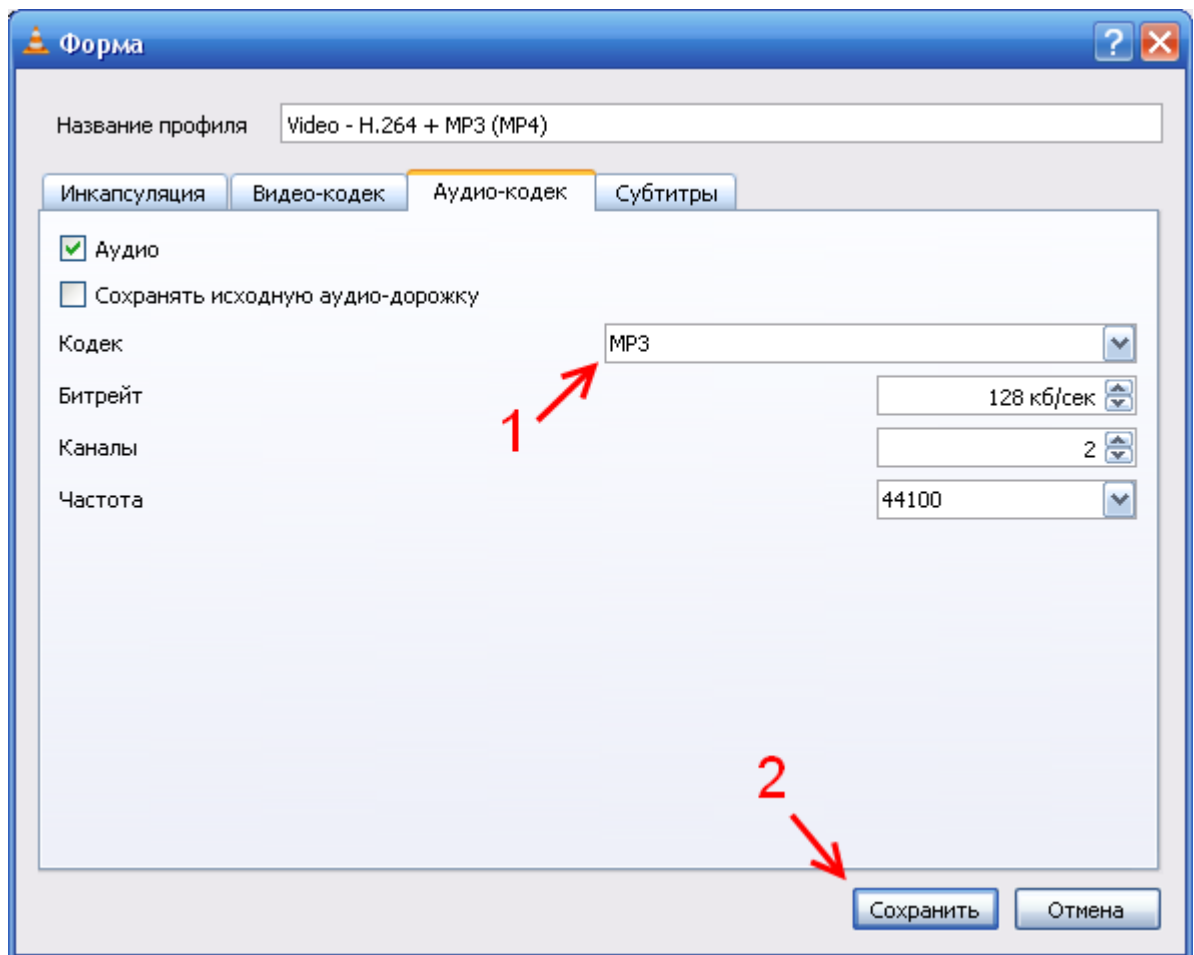 Форма
Название профиля Video - H.264 + MP3 (MP4)
Инкапсуляция Видео-кодек Аудио-кодек Субтитры
Аудио
Сохранять исходную аудио-дорожку
Кодек MP3
Битрейт 128 кб/сек
1
Каналы 2
Частота 44100
2
Сохранить Отмена